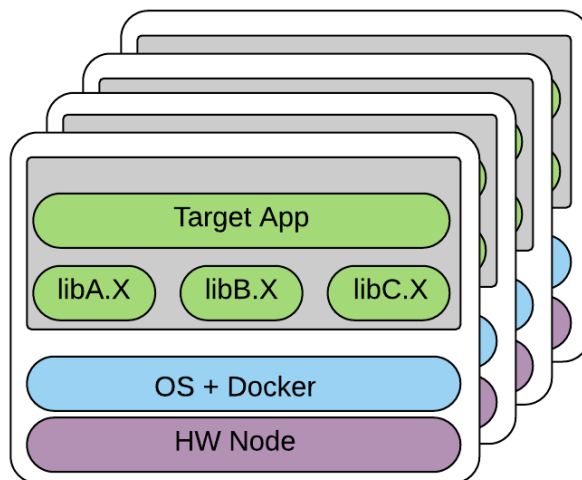 Target App
libA.X libB.X libC.X
OS + Docker
HW Node